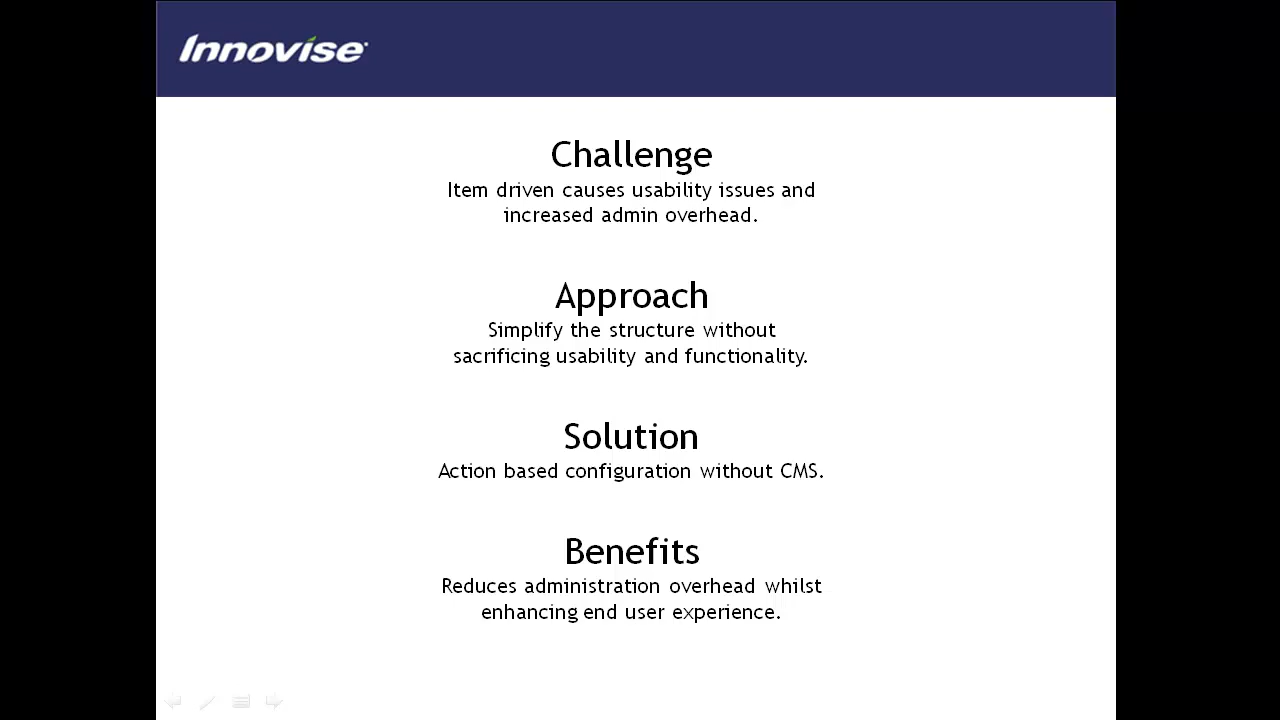 Innovise
Challenge
Item driven causes usability issues and
increased admin overhead.
Approach
Simplify the structure without
sacrificing usability and functionality.
Solution
Action based configuration without CMS.
Benefits
Reduces administration overhead whilst
enhancing end user experience.